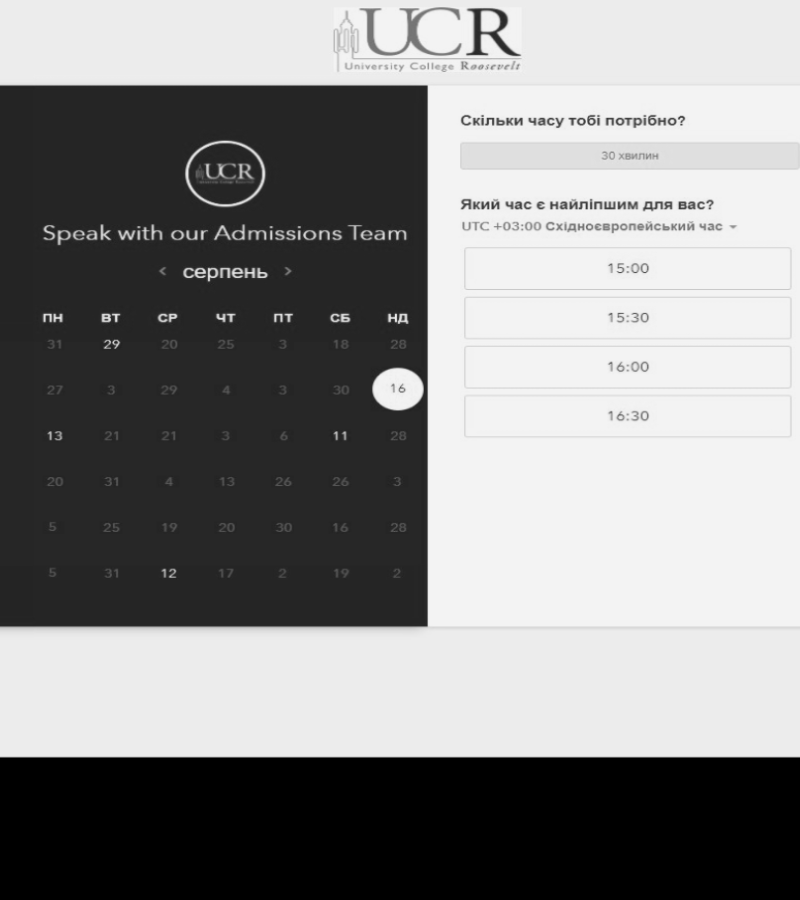 UCR
University College Roosevelt
UCR
Speak with our Admissions Team
< серпень >
ПН ВТ СР ЧТ ПТ СБ НД
31 29 20 25 3 18 28
27 3 29 4 3 30 16
13 21 21 3 6 11 28
20 31 4 13 26 26 3
5 25 19 20 30 16 28
5 31 12 17 2 19 2
Скільки часу тобі потрібно?
30 хвилин
Який час є найліпшим для вас?
UTC +03:00 Східноєвропейський час
15:00
15:30
16:00
16:30